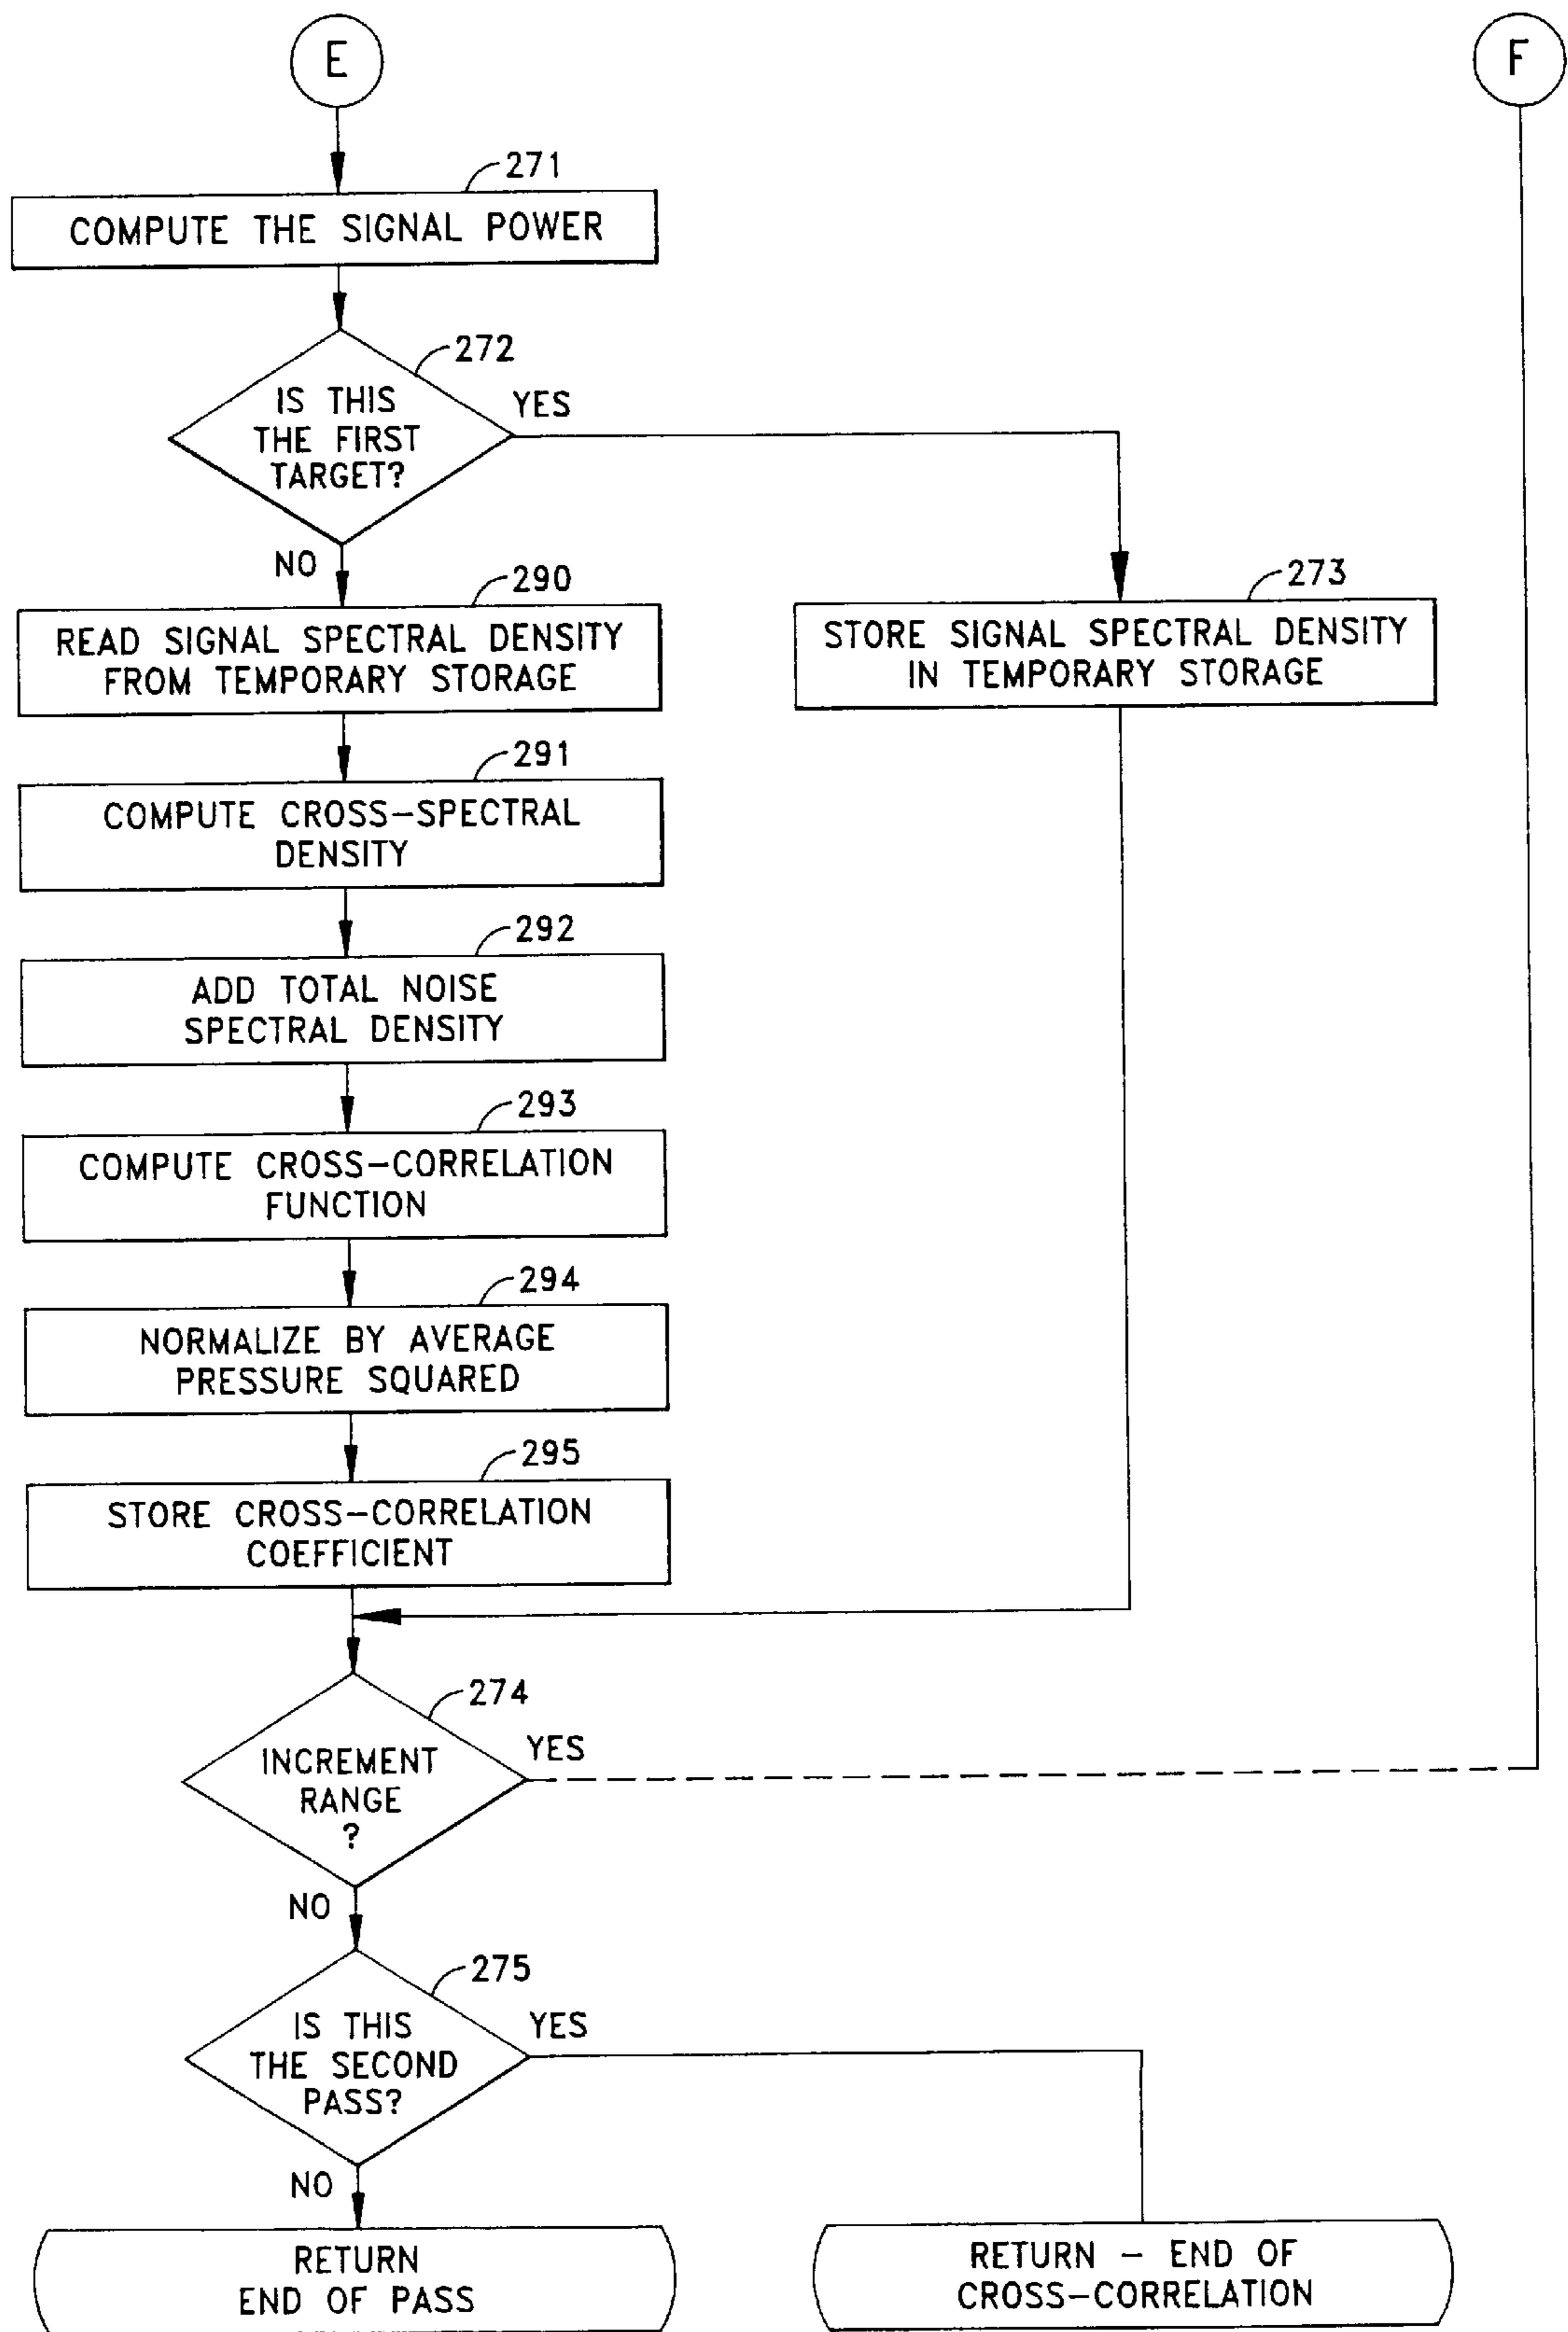 E
F
271
COMPUTE THE SIGNAL POWER
272
IS THIS
THE FIRST
TARGET?
YES
NO
290
READ SIGNAL SPECTRAL DENSITY
FROM TEMPORARY STORAGE
273
STORE SIGNAL SPECTRAL DENSITY
IN TEMPORARY STORAGE
291
COMPUTE CROSS-SPECTRAL
DENSITY
292
ADD TOTAL NOISE
SPECTRAL DENSITY
293
COMPUTE CROSS-CORRELATION
FUNCTION
294
NORMALIZE BY AVERAGE
PRESSURE SQUARED
295
STORE CROSS-CORRELATION
COEFFICIENT
274
INCREMENT
RANGE
?
YES
NO
275
IS THIS
THE SECOND
PASS?
YES
NO
RETURN
END OF PASS
RETURN - END OF
CROSS-CORRELATION